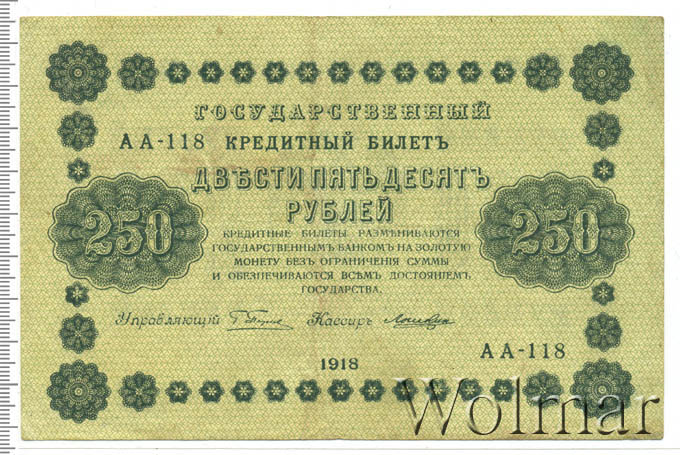 ГОСУДАРСТВЕННЫЙ
АА-118 КРЕДИТНЫЙ БИЛЕТЪ
ДВѢСТИ ПЯТЬДЕСЯТЪ
РУБЛЕЙ
250
250
КРЕДИТНЫЕ БИЛЕТЫ РАЗМѢНИВАЮТСЯ
ГОСУДАРСТВЕННЫМЪ БАНКОМЪ НА ЗОЛОТУЮ
МОНЕТУ БЕЗЪ ОГРАНИЧЕНІЯ СУММЫ
И ОБЕЗПЕЧИВАЮТСЯ ВСѢМЪ ДОСТОЯНІЕМЪ
ГОСУДАРСТВА.
Управляющій Кассиръ
1918
АА-118
Wolmar